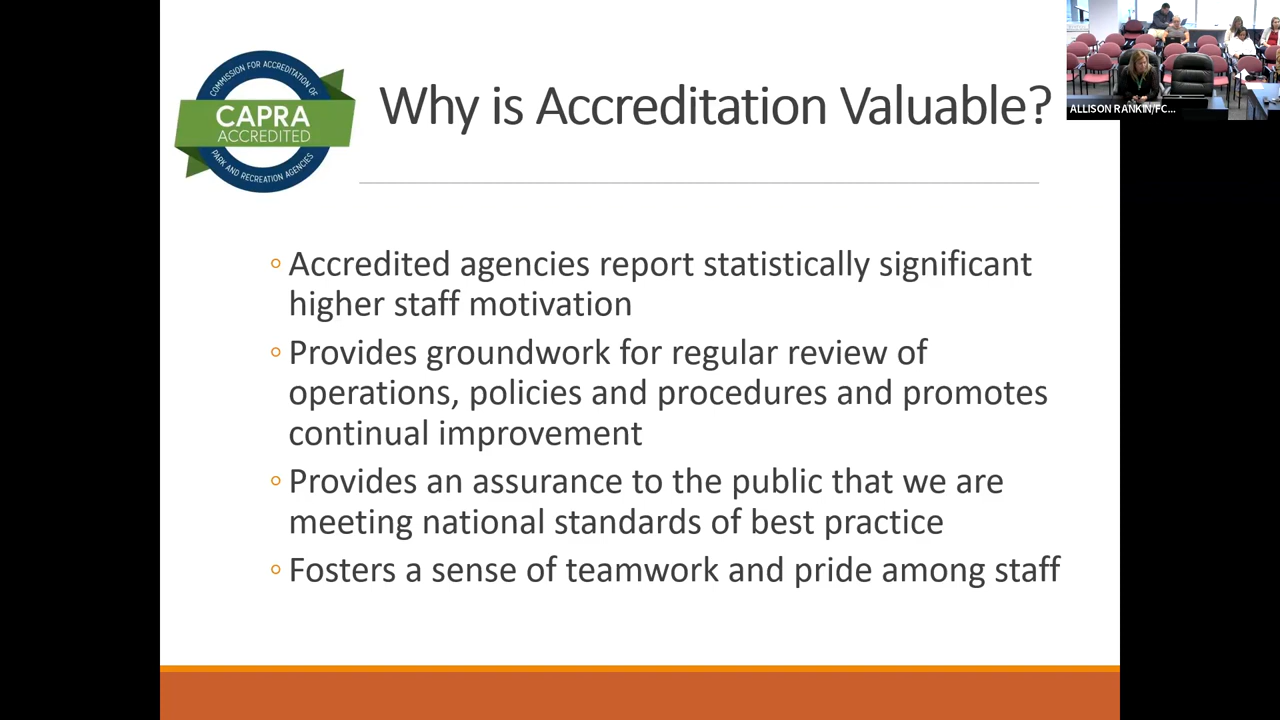 COMMISSION FOR ACCREDITATION OF
CAPRA
ACCREDITED
PARK AND RECREATION AGENCIES
Why is Accreditation Valuable?
ALLISON RANKIN/FC...
◦ Accredited agencies report statistically significant
higher staff motivation
◦ Provides groundwork for regular review of
operations, policies and procedures and promotes
continual improvement
◦ Provides an assurance to the public that we are
meeting national standards of best practice
◦ Fosters a sense of teamwork and pride among staff